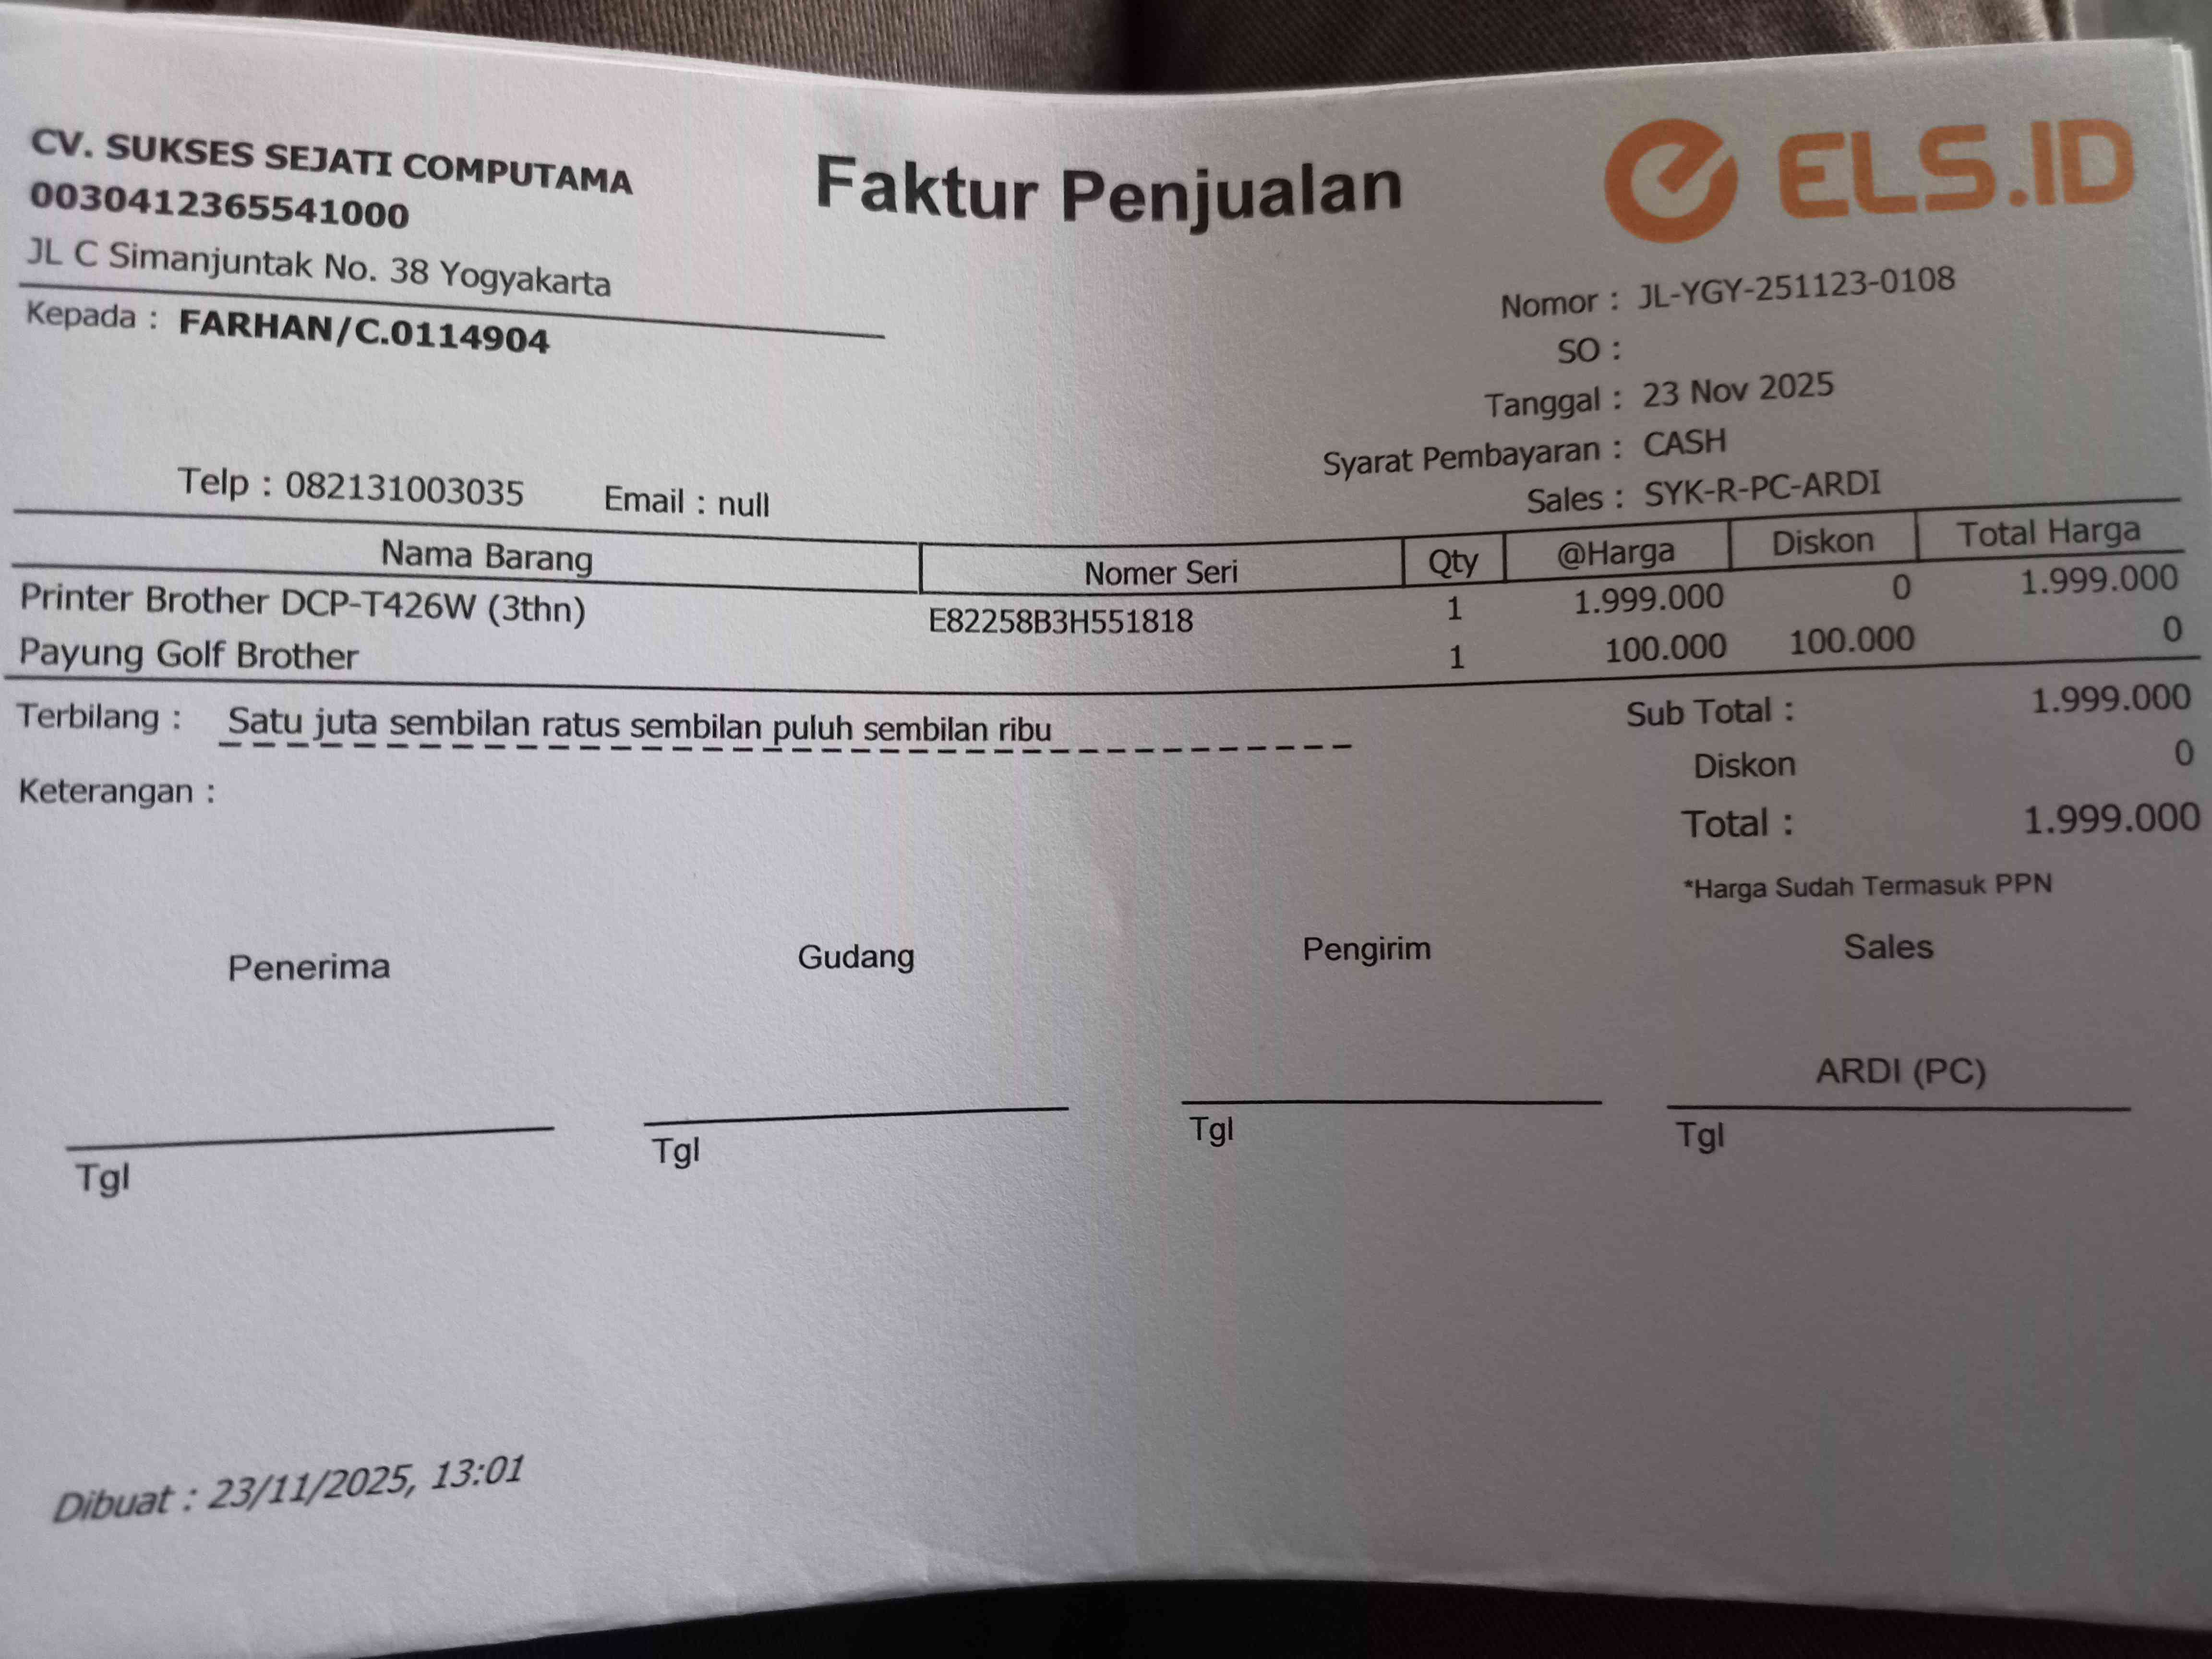 CV. SUKSES SEJATI COMPUTAMA
0030412365541000
JL C Simanjuntak No. 38 Yogyakarta
Kepada : FARHAN/C.0114904
Telp : 082131003035 Email : null
Faktur Penjualan
ELS.ID
Nomor : JL-YGY-251123-0108
SO :
Tanggal : 23 Nov 2025
Syarat Pembayaran : CASH
Sales : SYK-R-PC-ARDI
Nama Barang Nomer Seri Qty @Harga Diskon Total Harga
Printer Brother DCP-T426W (3thn) E82258B3H551818 1 1.999.000 0 1.999.000
Payung Golf Brother 1 100.000 100.000 0
Terbilang : Satu juta sembilan ratus sembilan puluh sembilan ribu
Keterangan :
Sub Total : 1.999.000
Diskon 0
Total : 1.999.000
*Harga Sudah Termasuk PPN
Penerima Gudang Pengirim Sales
ARDI (PC)
Tgl Tgl Tgl Tgl
Dibuat : 23/11/2025, 13:01